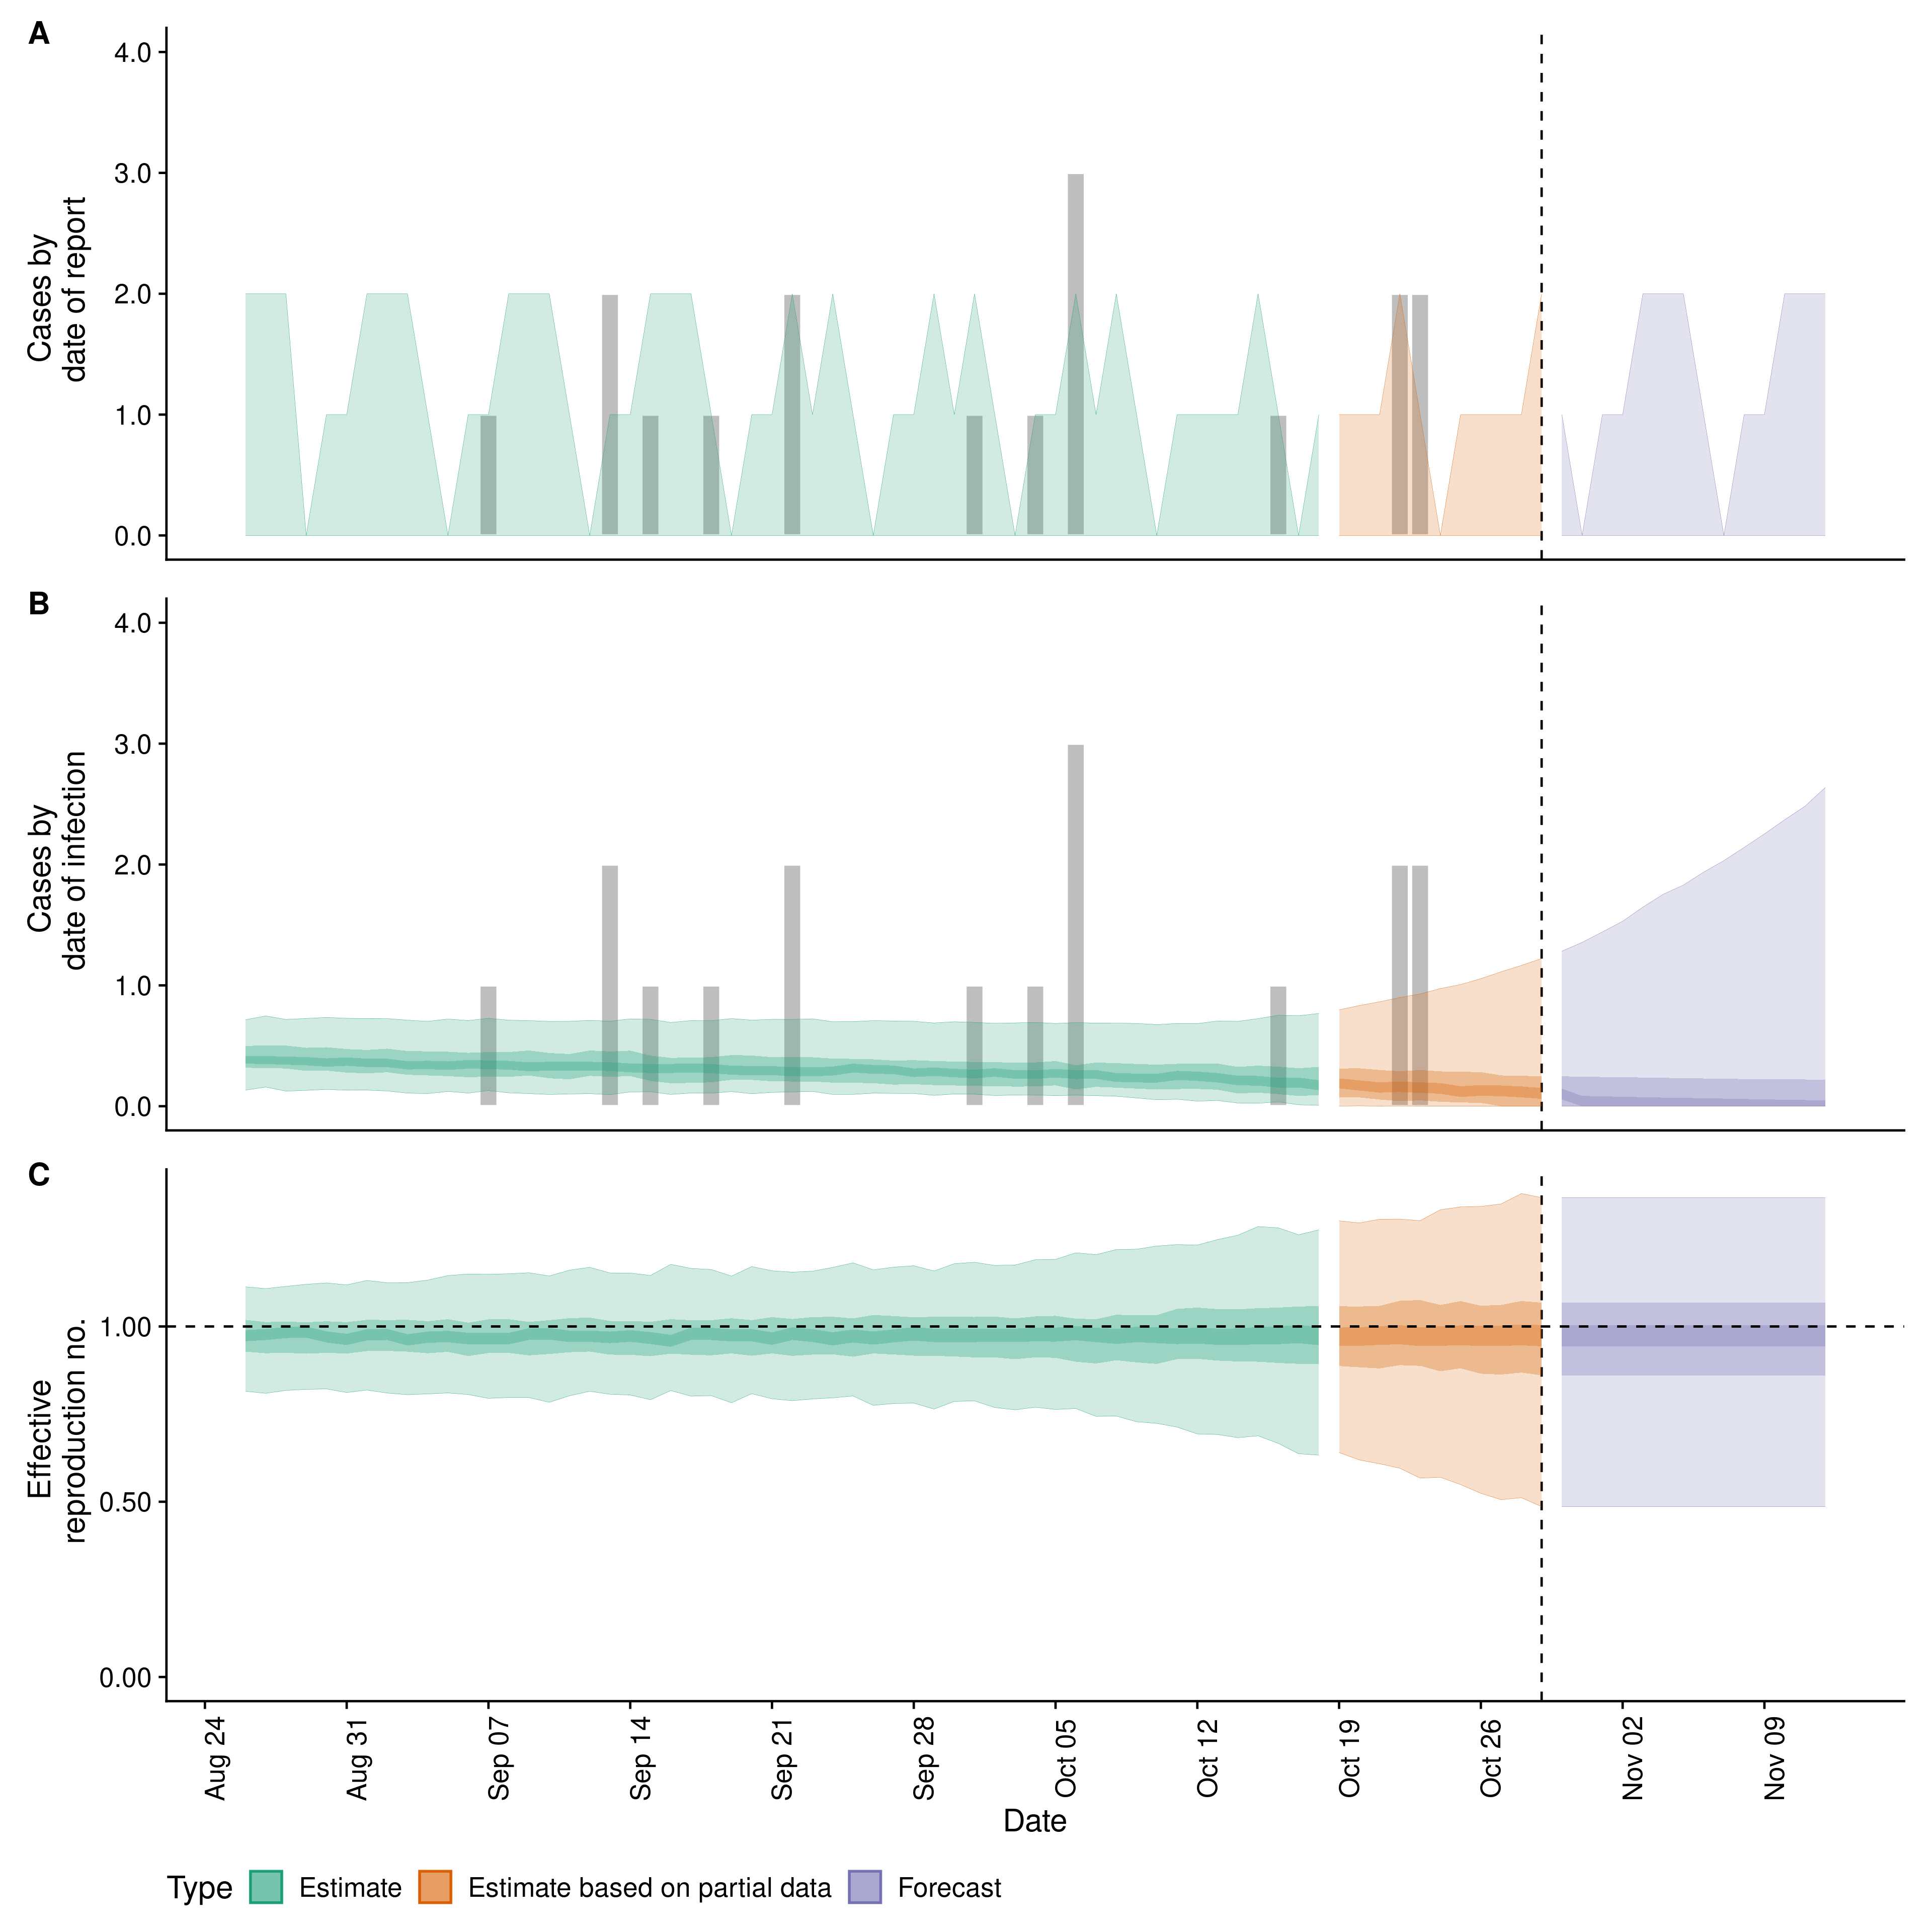 A
4.0
3.0
2.0
1.0
0.0
Cases by
date of report
B
4.0
3.0
2.0
1.0
0.0
Cases by
date of infection
C
1.00
0.50
0.00
Effective
reproduction no.
Aug 24
Aug 31
Sep 07
Sep 14
Sep 21
Sep 28
Oct 05
Oct 12
Oct 19
Oct 26
Nov 02
Nov 09
Date
Type Estimate Estimate based on partial data Forecast